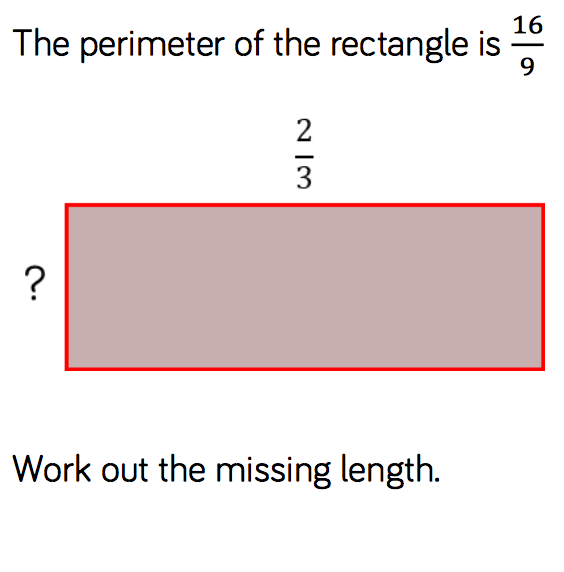 The perimeter of the rectangle is 16/9
2/3
?
Work out the missing length.